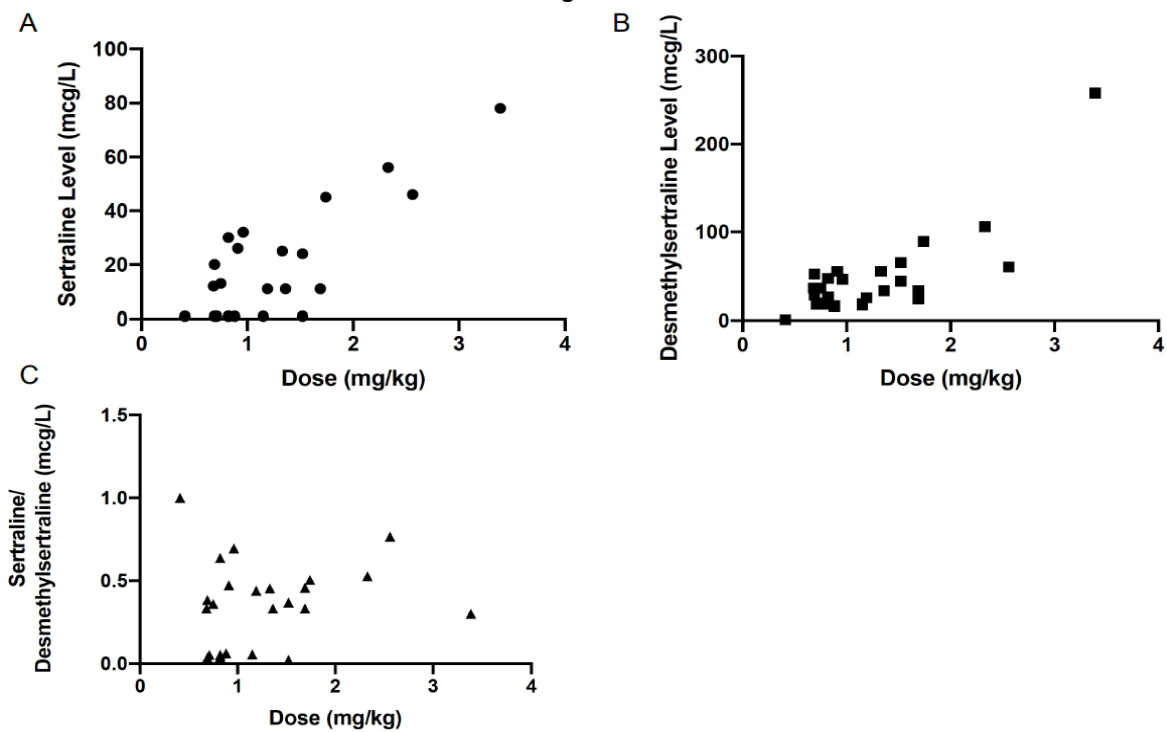 A
Sertraline Level (mcg/L)
100
80
60
40
20
0
0 1 2 3 4
Dose (mg/kg)
B
Desmethylsertraline Level (mcg/L)
300
200
100
0
0 1 2 3 4
Dose (mg/kg)
C
Sertraline/
Desmethylsertraline (mcg/L)
1.5
1.0
0.5
0.0
0 1 2 3 4
Dose (mg/kg)